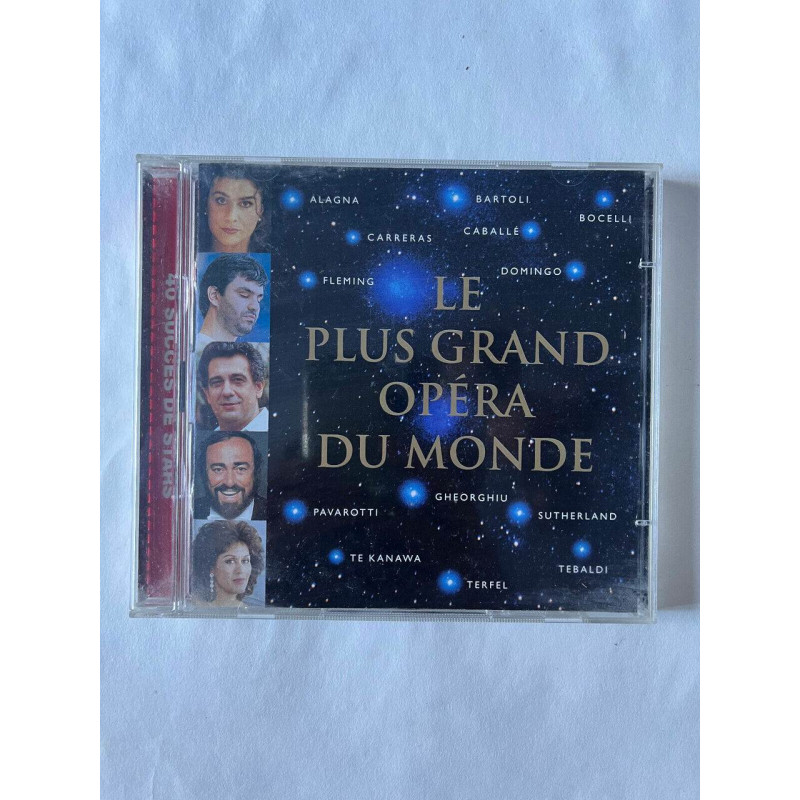 40 SUCCÈS DE STARS
ALAGNA
BARTOLI
BOCELLI
CARRERAS
CABALLÉ
FLEMING
DOMINGO
LE
PLUS GRAND
OPÉRA
DU MONDE
GHEORGHIU
PAVAROTTI
SUTHERLAND
TE KANAWA
TEBALDI
TERFEL